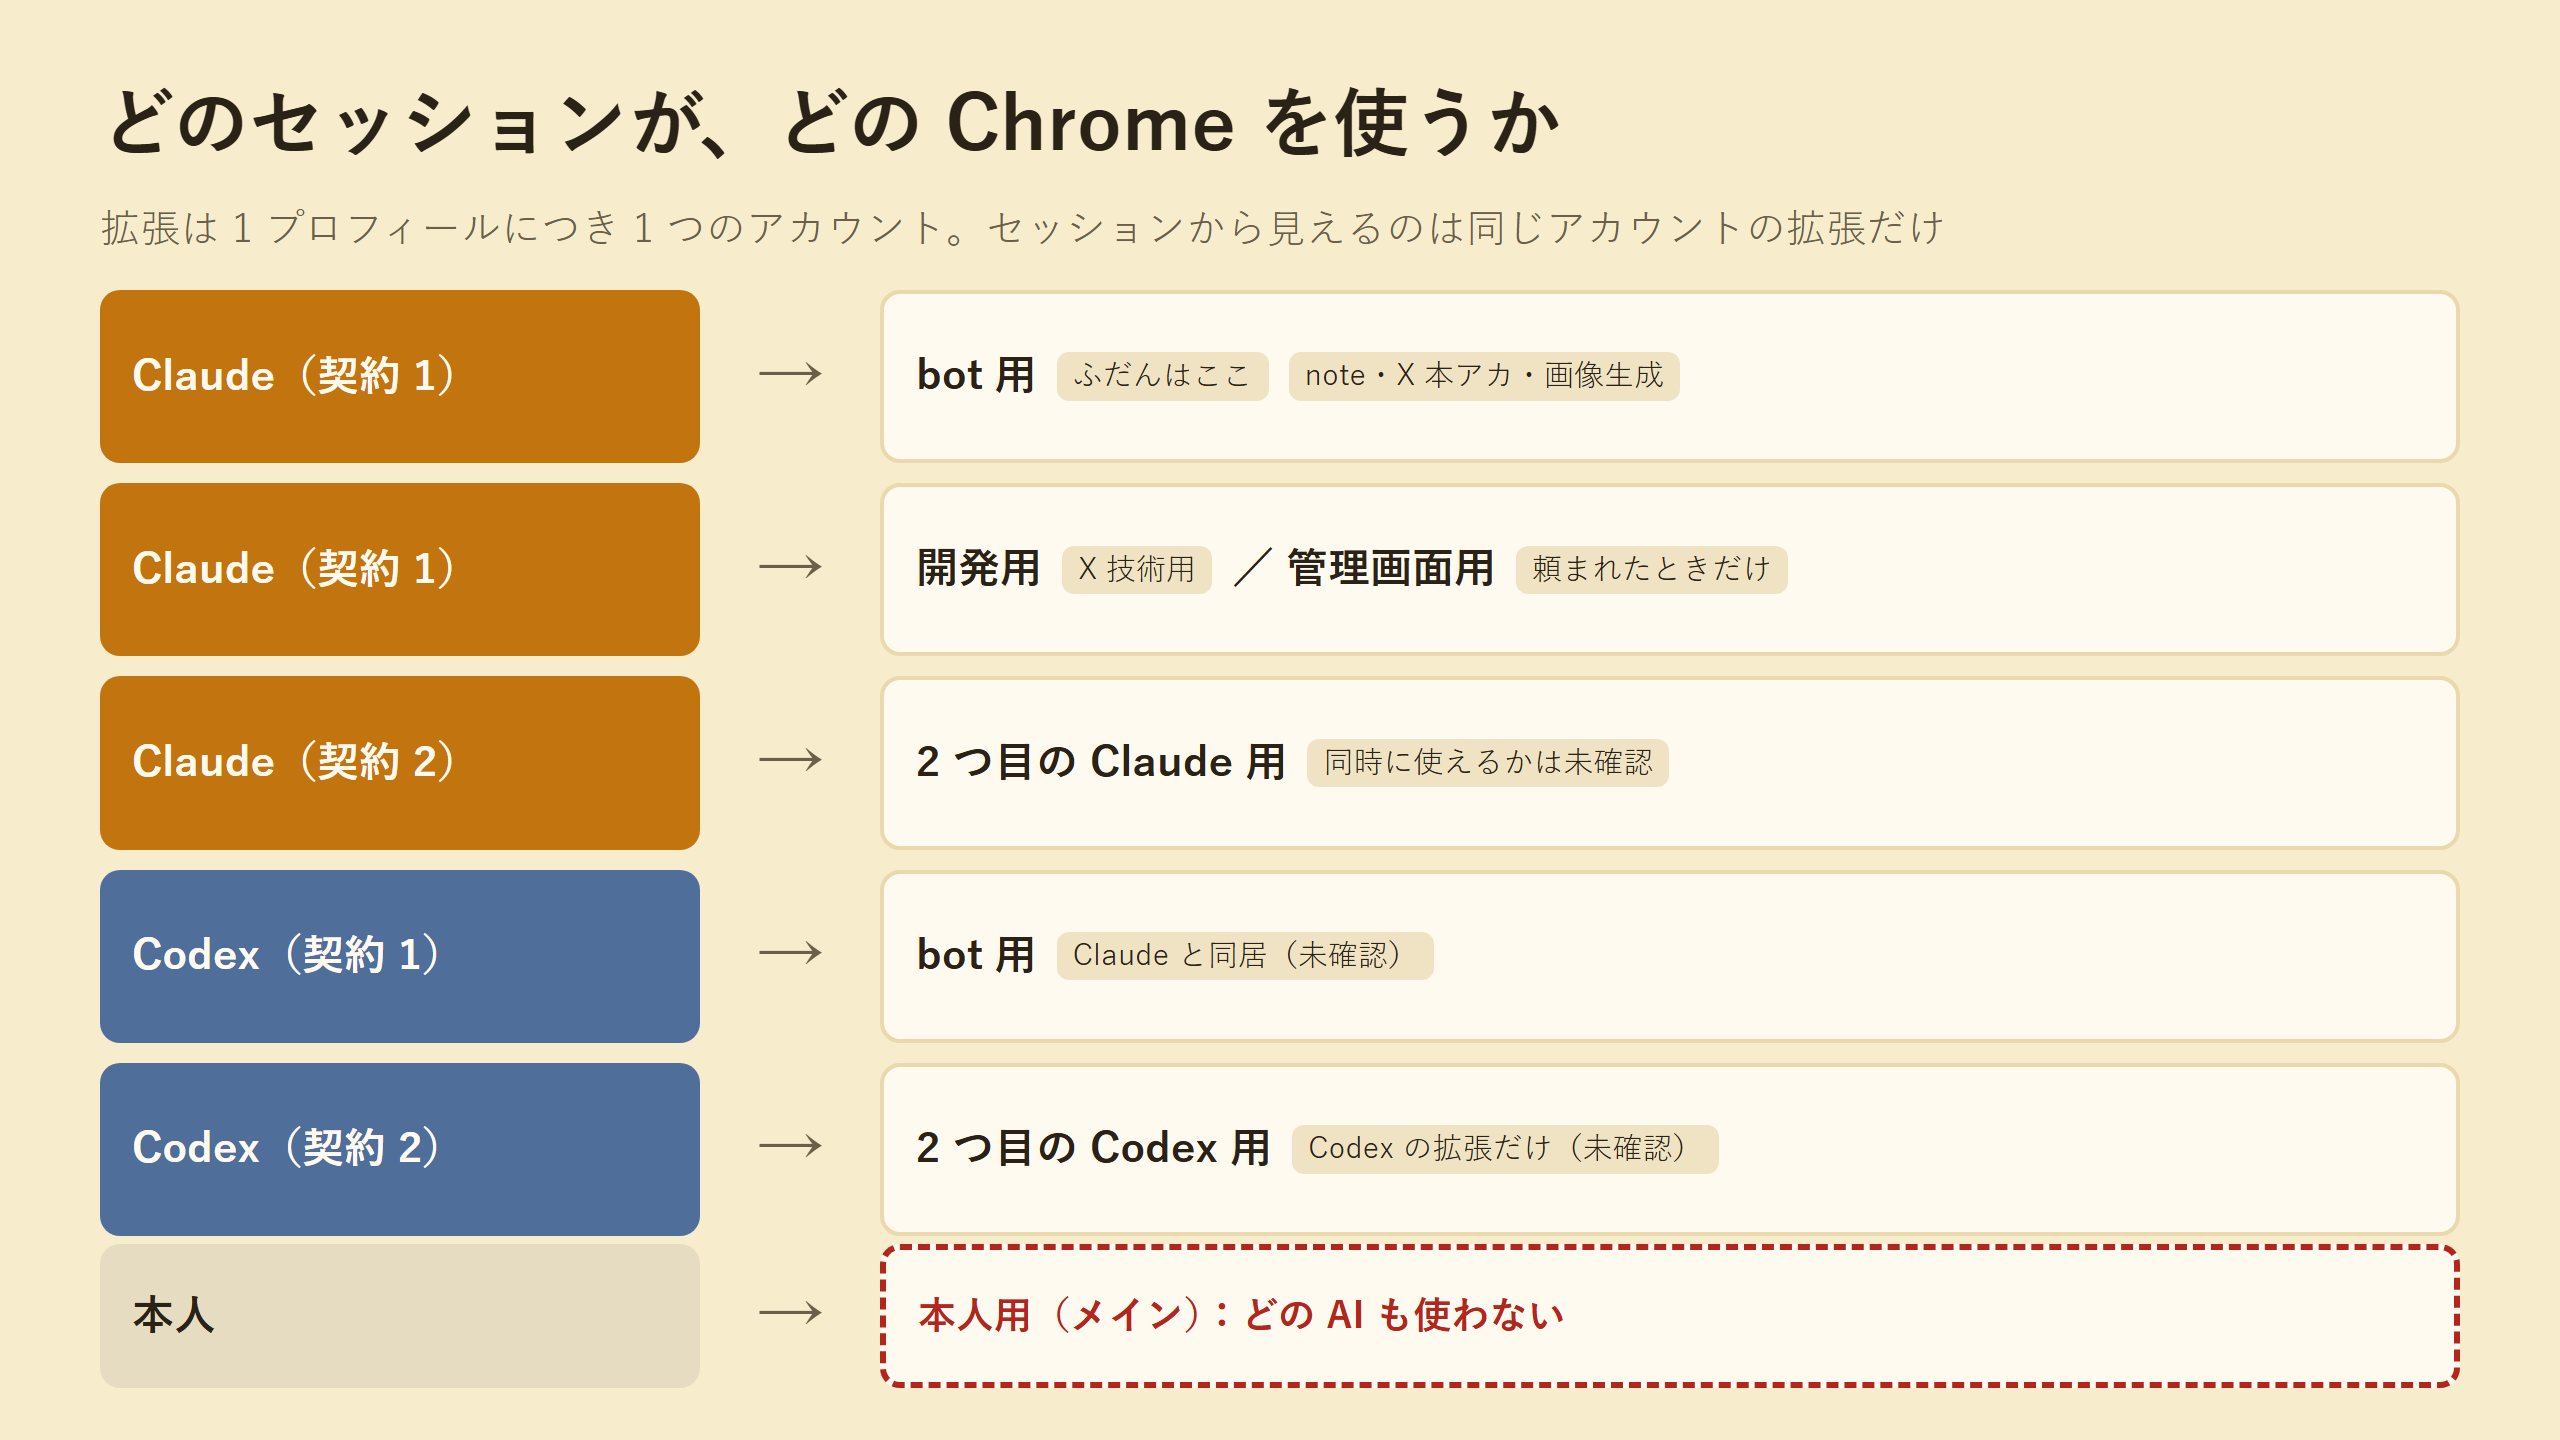 どのセッションが、どの Chrome を使うか
拡張は 1 プロフィールにつき 1 つのアカウント。セッションから見えるのは同じアカウントの拡張だけ
Claude（契約 1） → bot 用 ふだんはここ note・X 本アカ・画像生成
Claude（契約 1） → 開発用 X 技術用 ／ 管理画面用 頼まれたときだけ
Claude（契約 2） → 2 つ目の Claude 用 同時に使えるかは未確認
Codex（契約 1） → bot 用 Claude と同居（未確認）
Codex（契約 2） → 2 つ目の Codex 用 Codex の拡張だけ（未確認）
本人 → 本人用（メイン）：どの AI も使わない